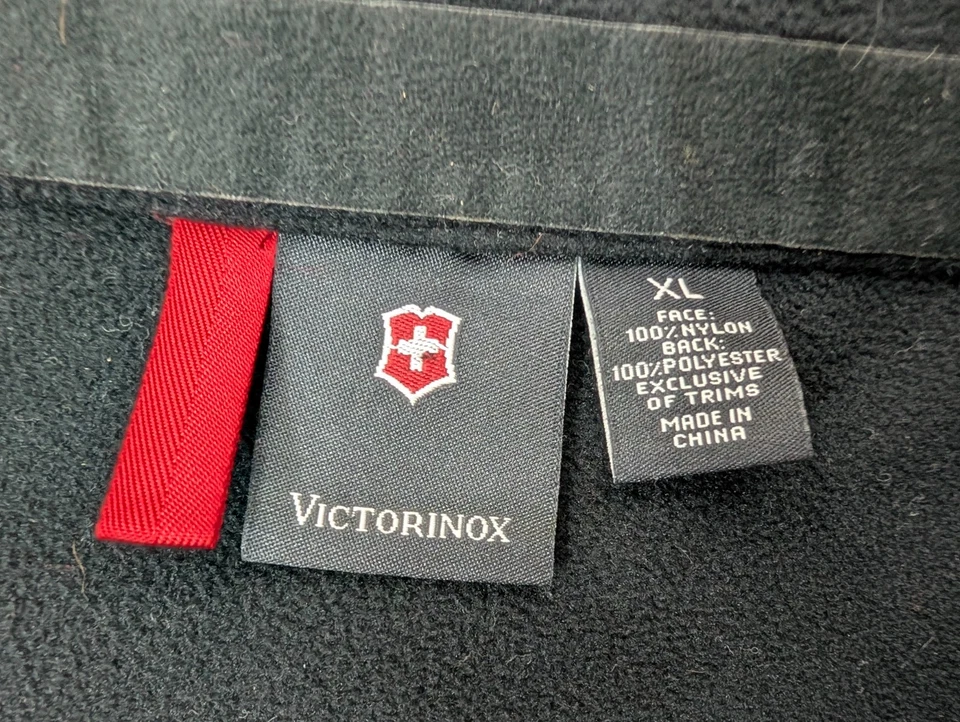 VICTORINOX
XL
FACE:
100% NYLON
BACK:
100% POLYESTER
EXCLUSIVE
OF TRIMS
MADE IN
CHINA